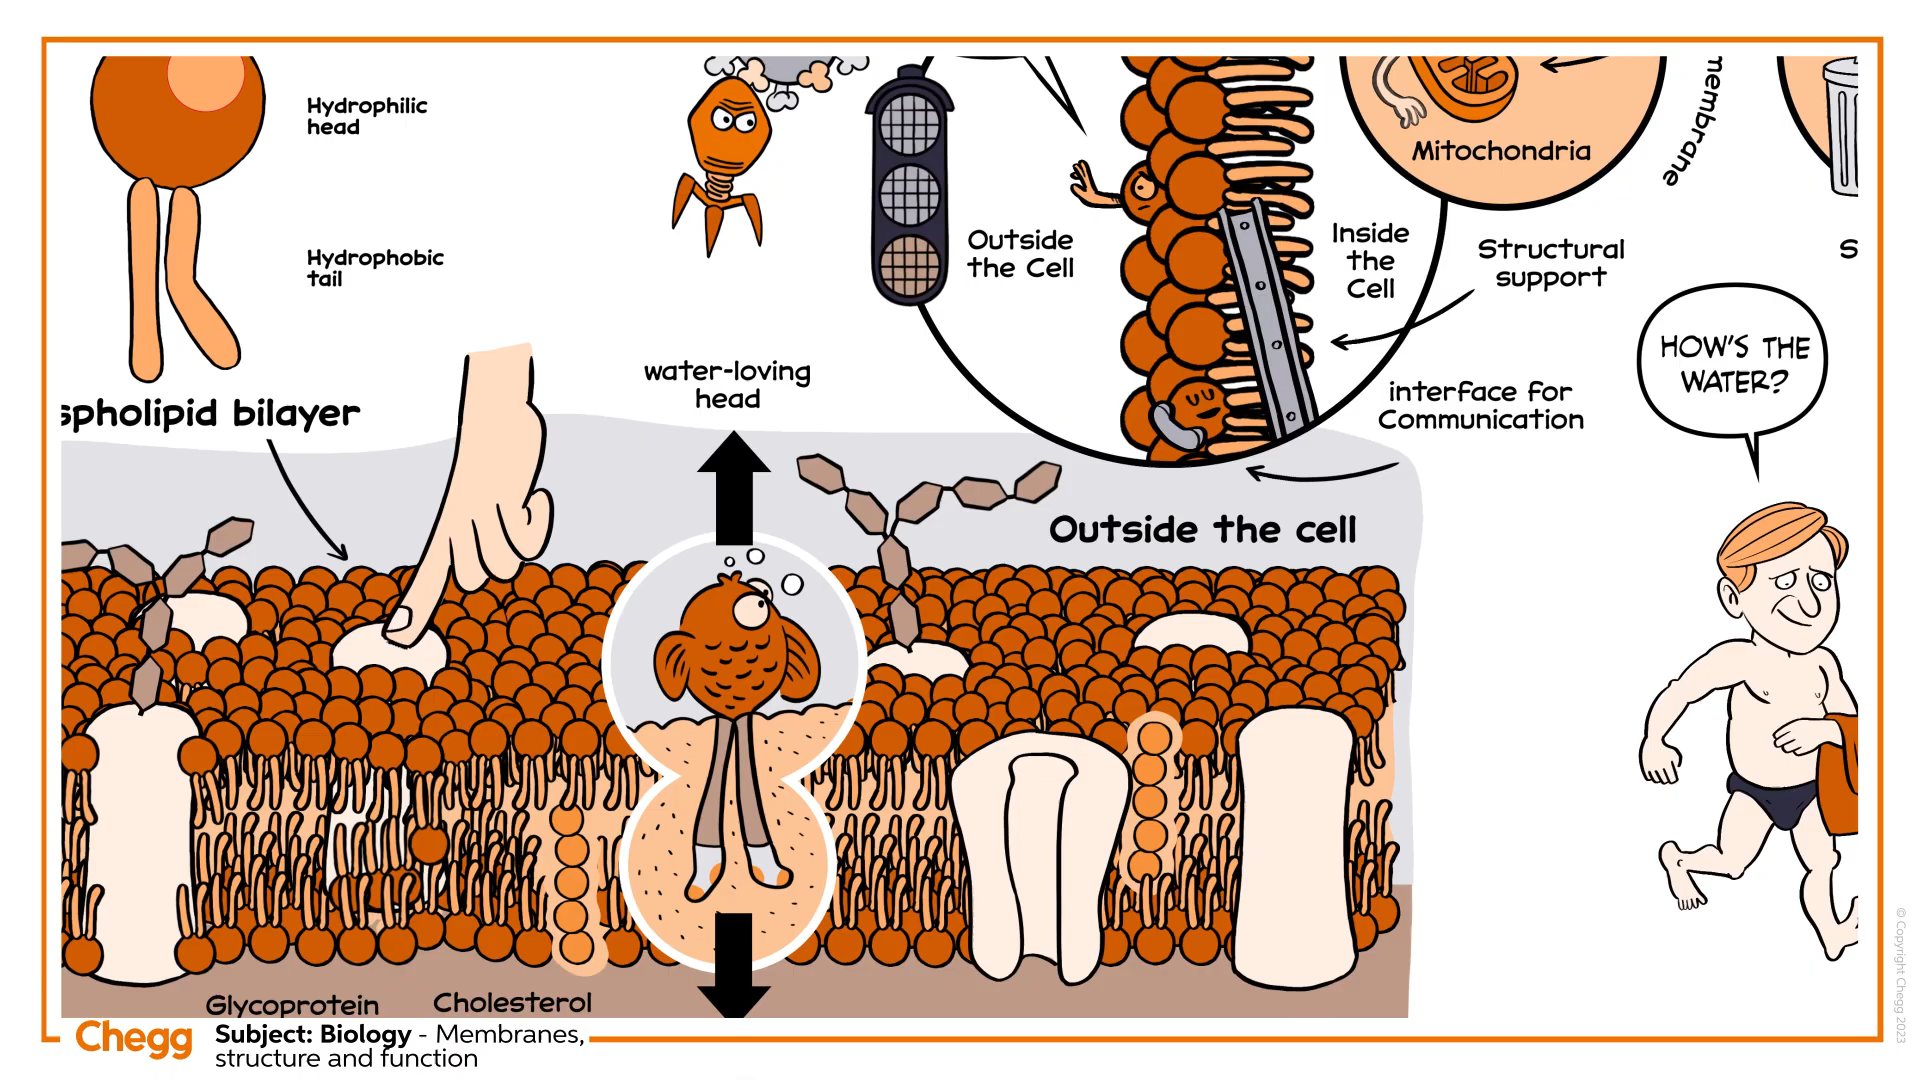 Hydrophilic
head
Hydrophobic
tail
spholipid bilayer
water-loving
head
Outside
the Cell
Inside
the
Cell
Mitochondria
membrane
Structural
support
S
interface for
Communication
HOW'S THE
WATER?
Outside the cell
Glycoprotein
Cholesterol
Chegg
Subject: Biology - Membranes,
structure and function
© Copyright Chegg 2023